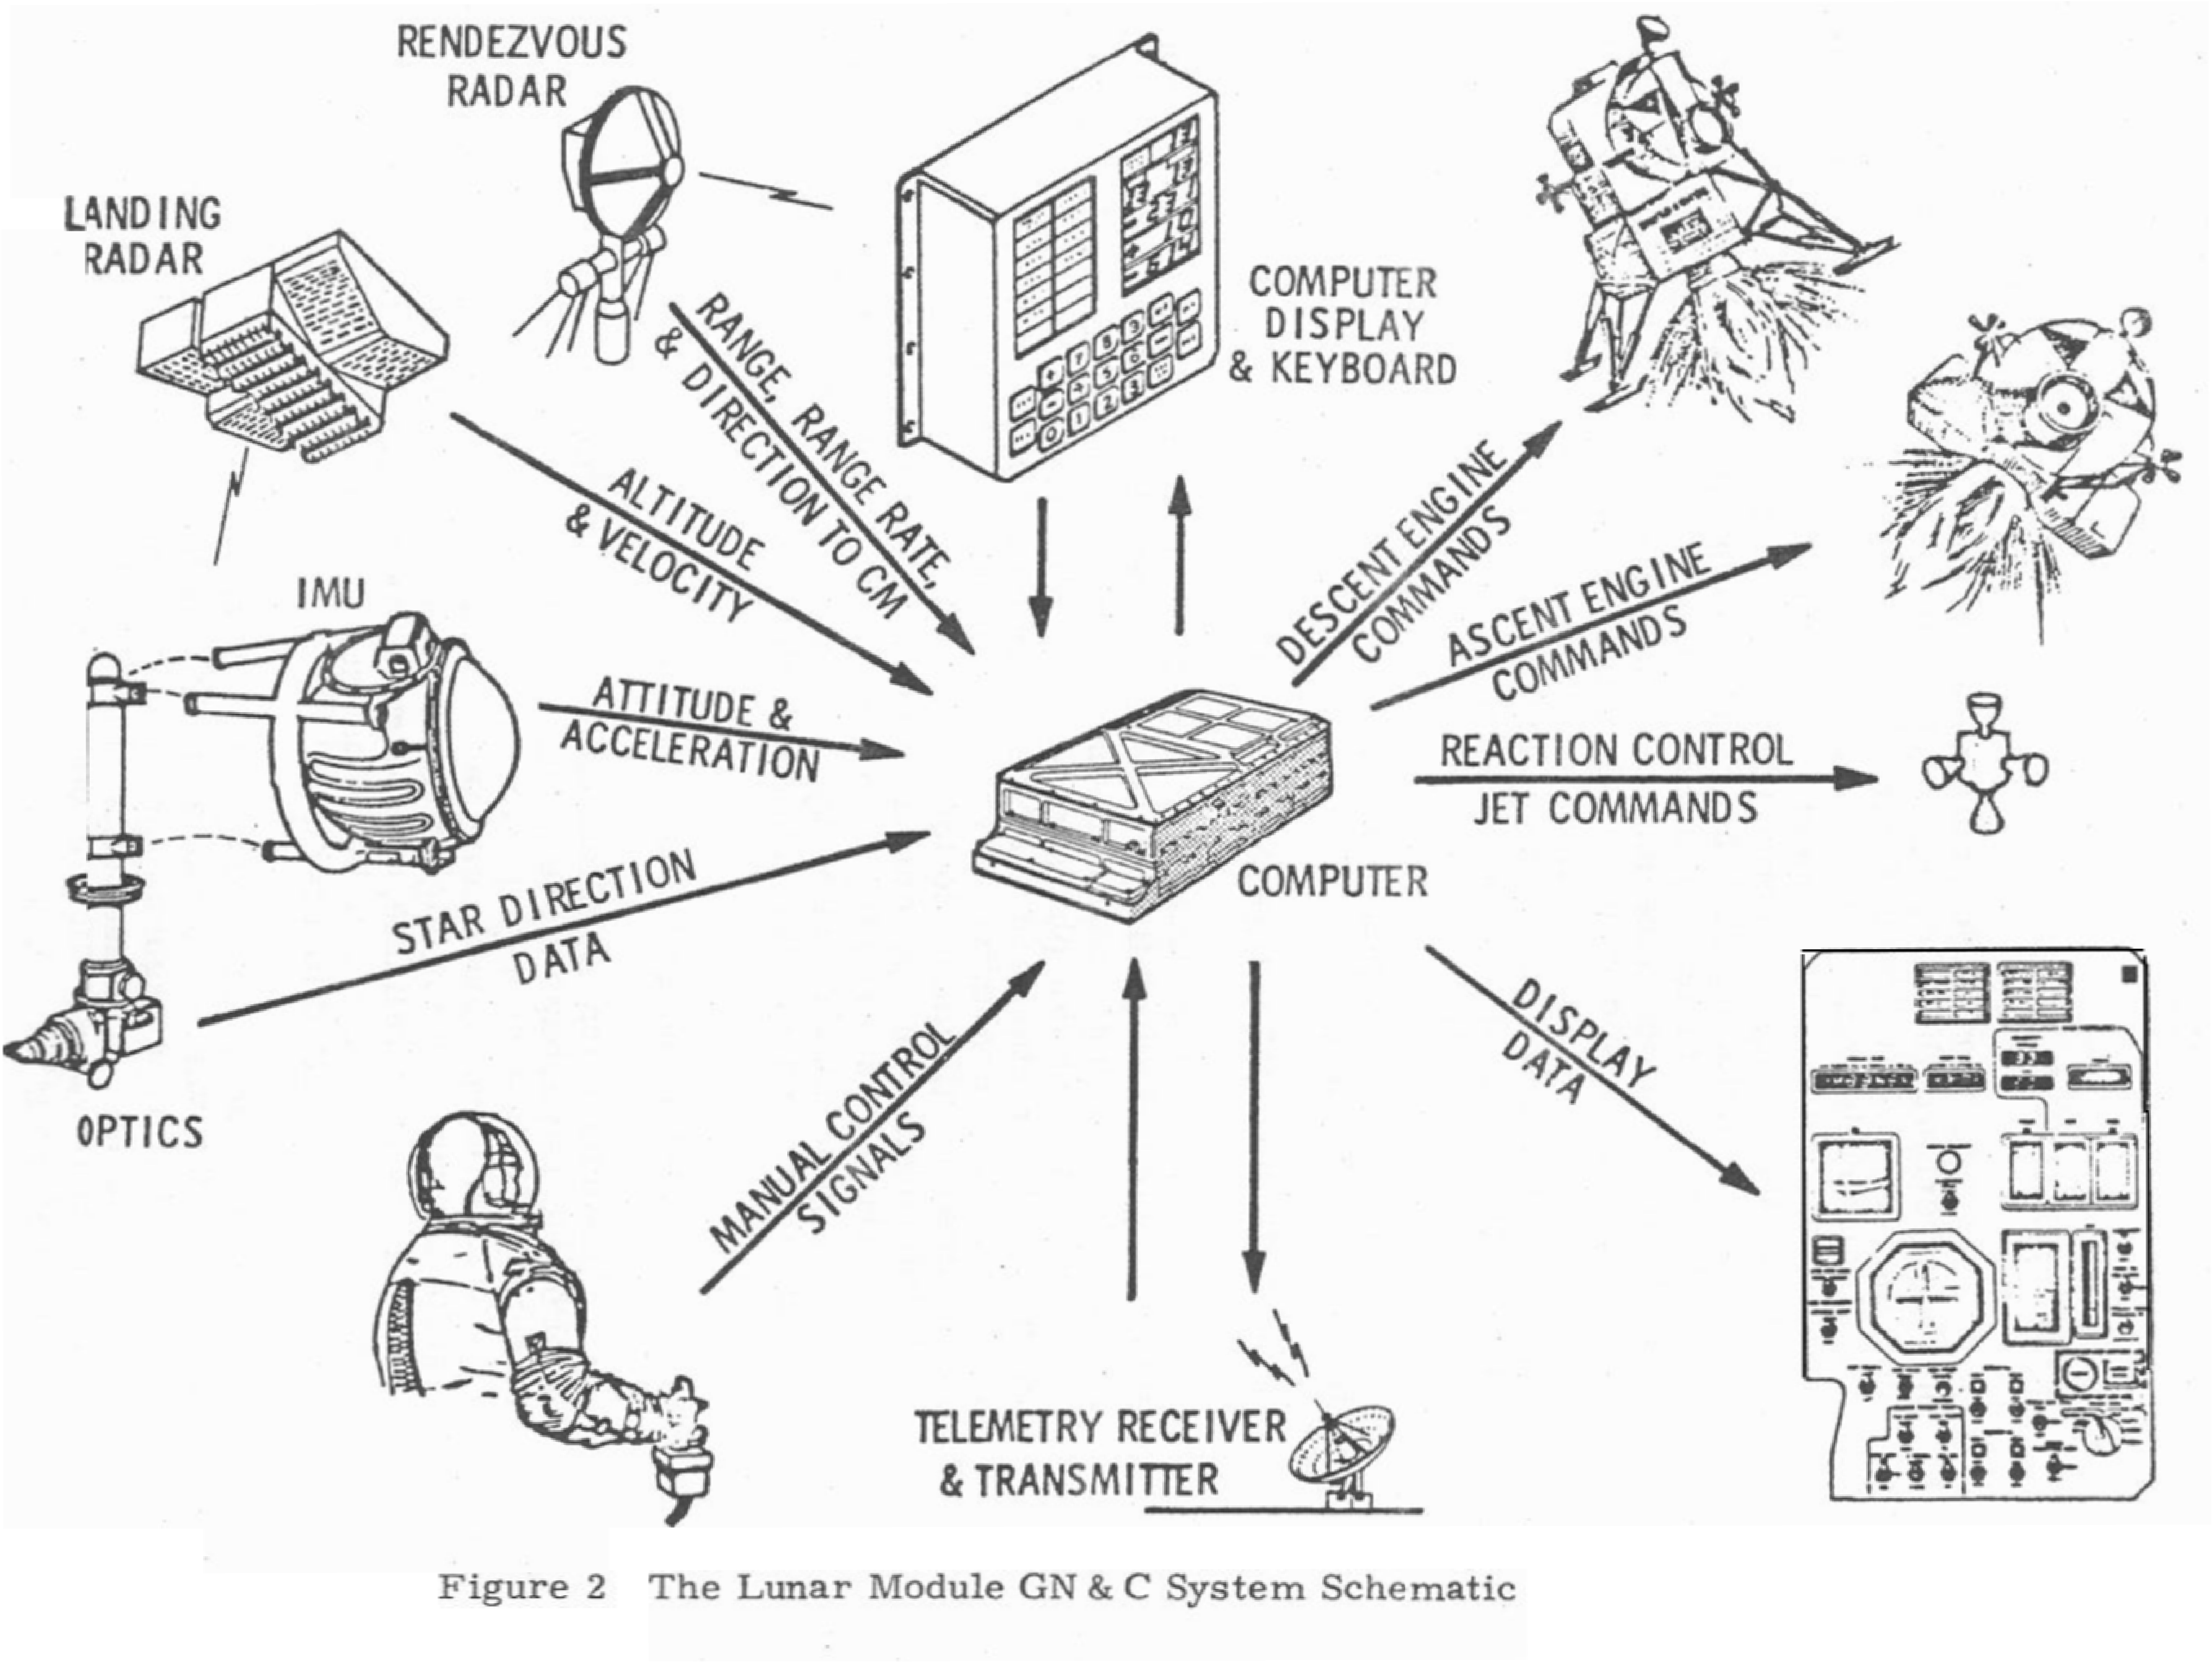 RENDEZVOUS
RADAR
LANDING
RADAR
COMPUTER
DISPLAY
& KEYBOARD
RANGE, RANGE RATE,
& DIRECTION TO CM
ALTITUDE
& VELOCITY
DESCENT ENGINE
COMMANDS
ASCENT ENGINE
COMMANDS
IMU
ATTITUDE &
ACCELERATION
REACTION CONTROL
JET COMMANDS
COMPUTER
STAR DIRECTION
DATA
OPTICS
MANUAL CONTROL
SIGNALS
DISPLAY
DATA
TELEMETRY RECEIVER
& TRANSMITTER
Figure 2 The Lunar Module GN & C System Schematic